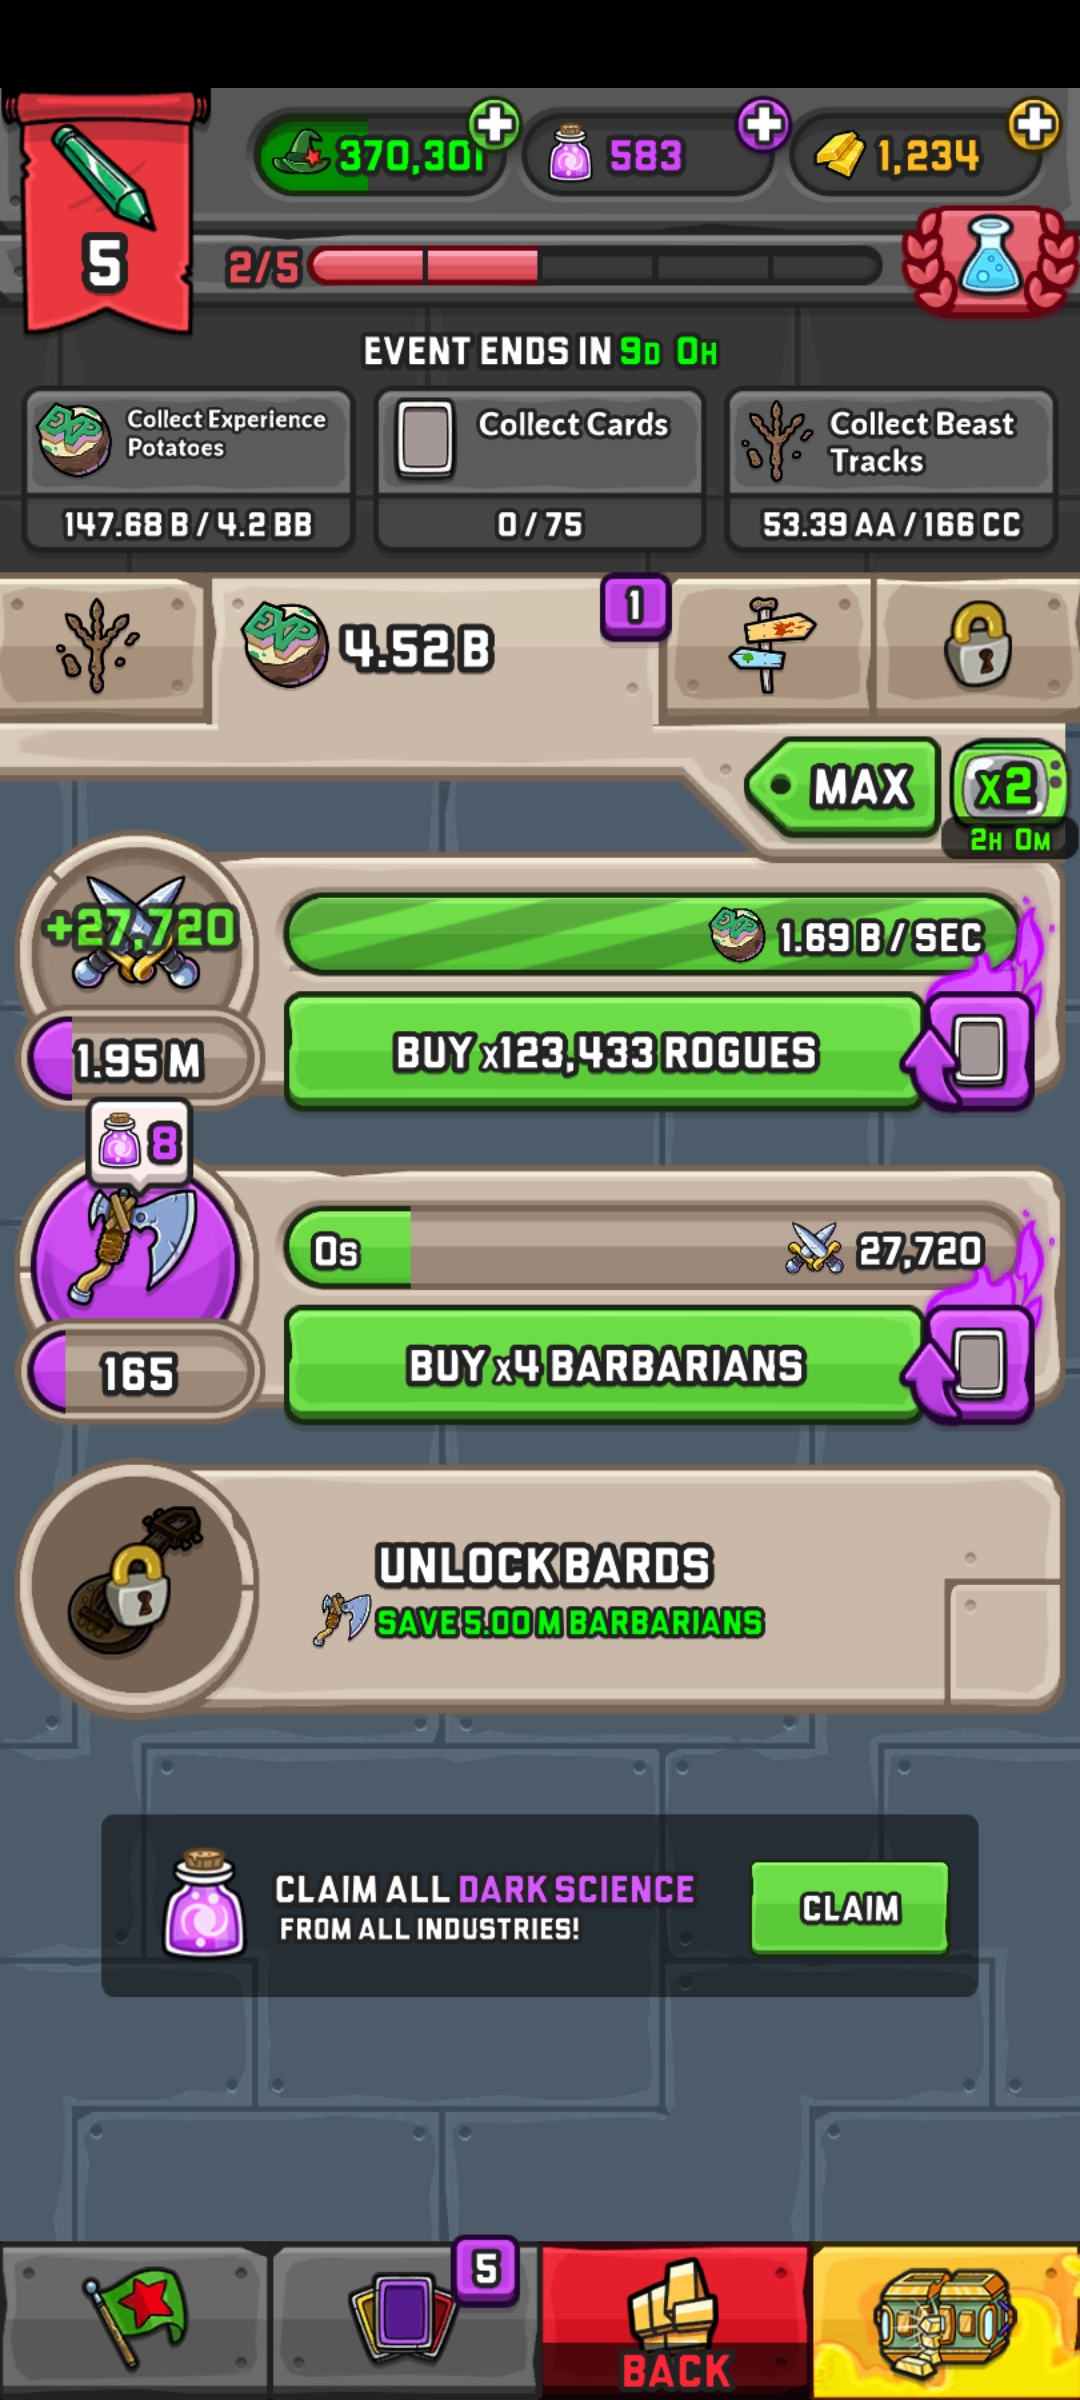 370,301
583
1,234
5
2/5
EVENT ENDS IN 9D 0H
Collect Experience
Potatoes
147.68 B / 4.2 BB
Collect Cards
0 / 75
Collect Beast
Tracks
53.39 AA / 166 CC
EXP
4.52 B
1
MAX
x2
2H 0M
+27,720
1.69 B / SEC
1.95 M
BUY x123,433 ROGUES
8
0s
27,720
165
BUY x4 BARBARIANS
UNLOCK BARDS
SAVE 5.00 M BARBARIANS
CLAIM ALL DARK SCIENCE
FROM ALL INDUSTRIES!
CLAIM
5
BACK